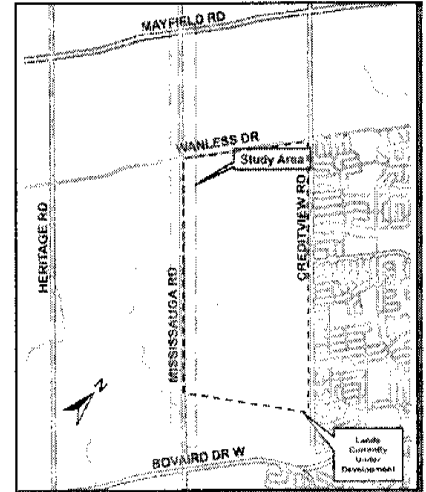 MAYFIELD RD
WANLESS DR
Study Area
HERITAGE RD
MISSISSAUGA RD
CREDITVIEW RD
N
BOVAIRD DR W
Lands
Currently
Under
Development